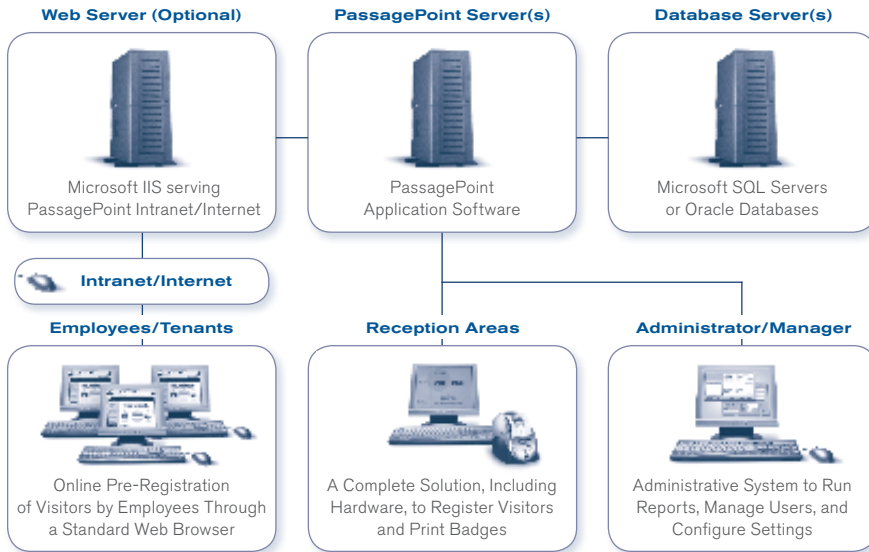 Web Server (Optional)
PassagePoint Server(s)
Database Server(s)
Microsoft IIS serving
PassagePoint Intranet/Internet
PassagePoint
Application Software
Microsoft SQL Servers
or Oracle Databases
Intranet/Internet
Employees/Tenants
Reception Areas
Administrator/Manager
Online Pre-Registration
of Visitors by Employees Through
a Standard Web Browser
A Complete Solution, Including
Hardware, to Register Visitors
and Print Badges
Administrative System to Run
Reports, Manage Users, and
Configure Settings